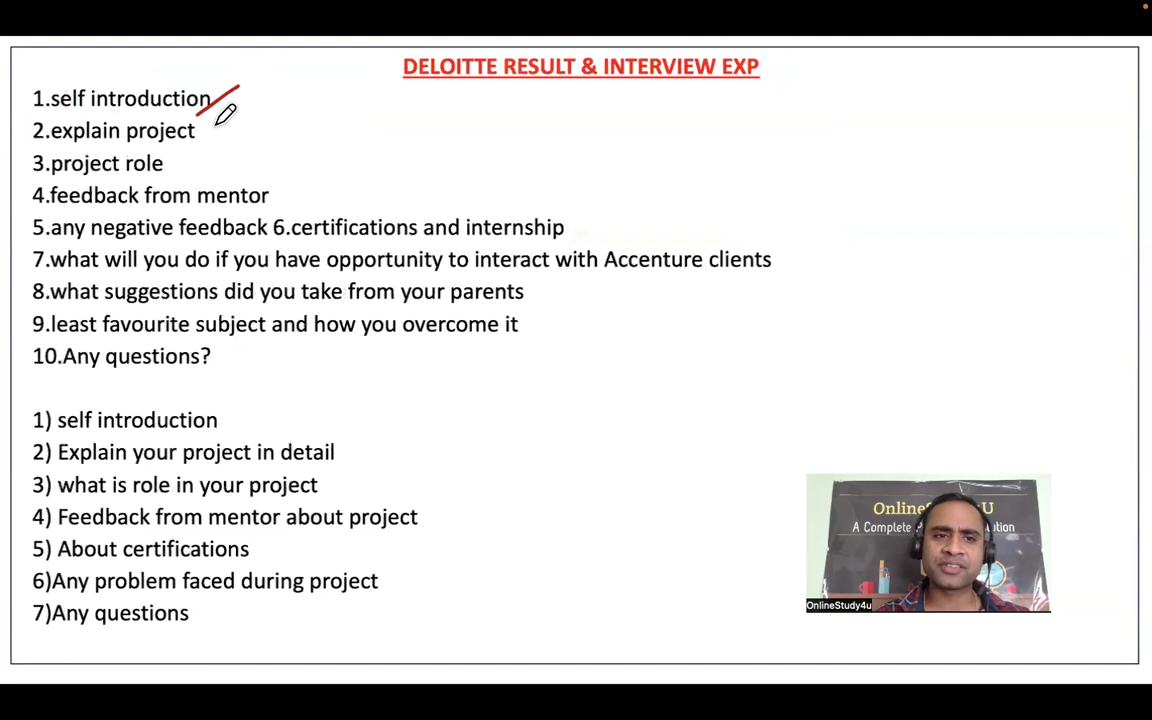 DELOITTE RESULT & INTERVIEW EXP
1.self introduction
2.explain project
3.project role
4.feedback from mentor
5.any negative feedback 6.certifications and internship
7.what will you do if you have opportunity to interact with Accenture clients
8.what suggestions did you take from your parents
9.least favourite subject and how you overcome it
10.Any questions?
1) self introduction
2) Explain your project in detail
3) what is role in your project
4) Feedback from mentor about project
5) About certifications
6)Any problem faced during project
7)Any questions
A Complete
OnlineStudy4u